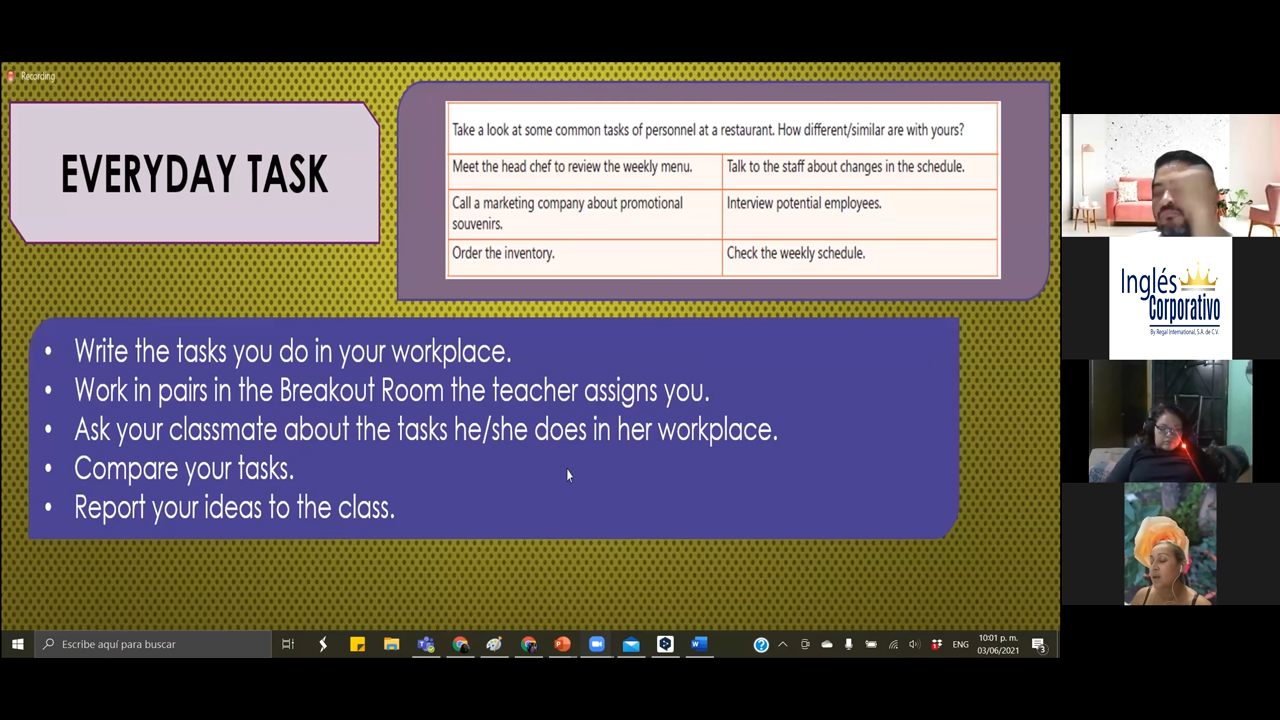 Recording
EVERYDAY TASK
Take a look at some common tasks of personnel at a restaurant. How different/similar are with yours?
Meet the head chef to review the weekly menu.
Talk to the staff about changes in the schedule.
Call a marketing company about promotional
souvenirs.
Interview potential employees.
Order the inventory.
Check the weekly schedule.
• Write the tasks you do in your workplace.
• Work in pairs in the Breakout Room the teacher assigns you.
• Ask your classmate about the tasks he/she does in her workplace.
• Compare your tasks.
• Report your ideas to the class.
Inglés
Corporativo
By Regal International, S.A. de C.V.
Escribe aquí para buscar
ENG
10:01 p. m.
03/06/2021
3